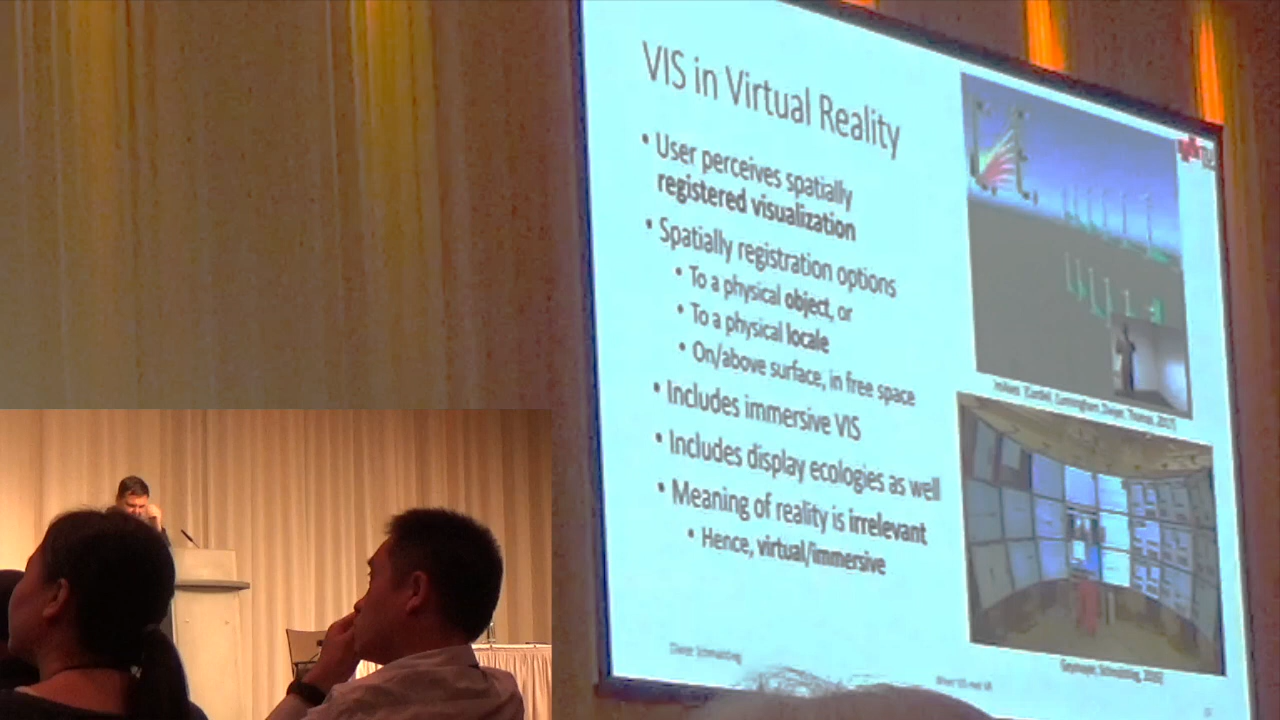 VIS in Virtual Reality
• User perceives spatially
registered visualization
• Spatially registration options
• To a physical object, or
• To a physical locale
• On/above surface, in free space
• Includes immersive VIS
• Includes display ecologies as well
• Meaning of reality is irrelevant
• Hence, virtual/immersive
Dieter Schmalstieg